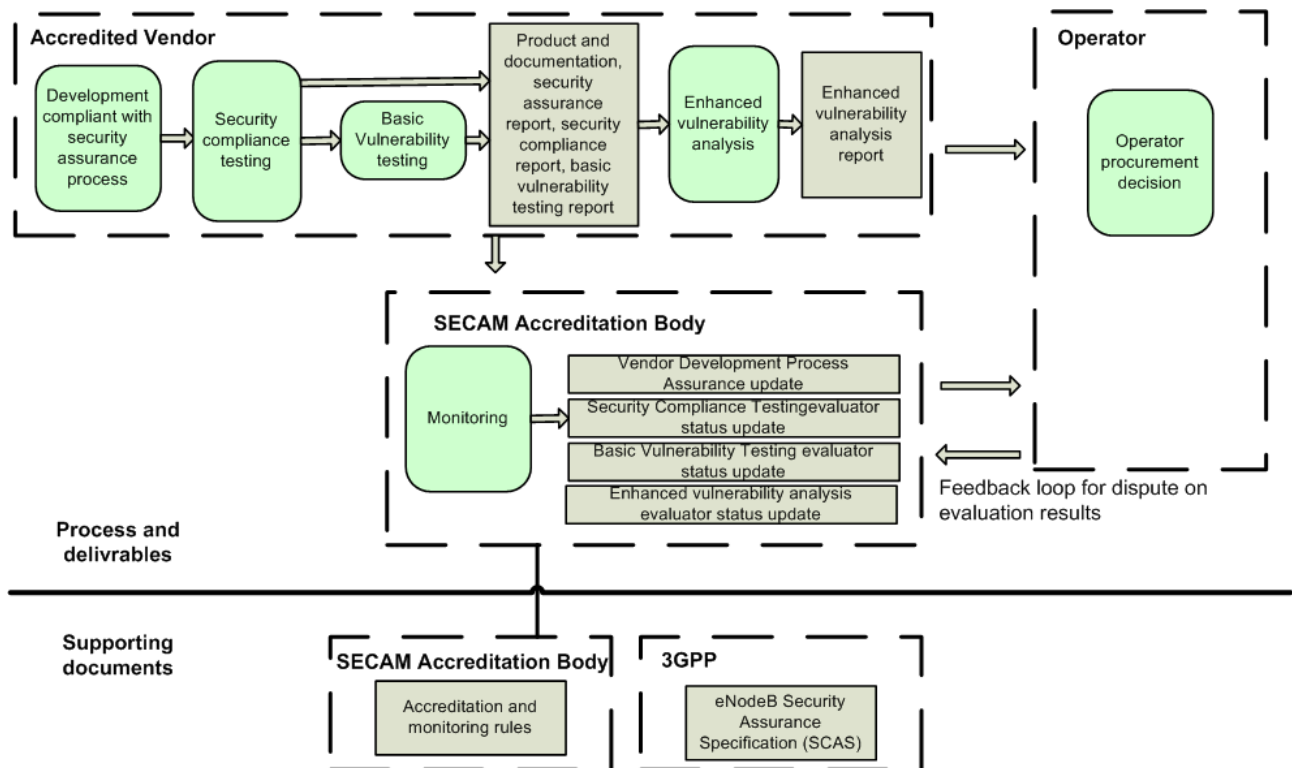 Accredited Vendor
Development
compliant with
security
assurance
process
Security
compliance
testing
Basic
Vulnerability
testing
Product and
documentation,
security
assurance
report, security
compliance
report, basic
vulnerability
testing report
Enhanced
vulnerability
analysis
Enhanced
vulnerability
analysis
report
Operator
Operator
procurement
decision
SECAM Accreditation Body
Monitoring
Vendor Development Process
Assurance update
Security Compliance Testingevaluator
status update
Basic Vulnerability Testing evaluator
status update
Enhanced vulnerability analysis
evaluator status update
Feedback loop for dispute on
evaluation results
Process and
delivrables
Supporting
documents
SECAM Accreditation Body
Accreditation and
monitoring rules
3GPP
eNodeB Security
Assurance
Specification (SCAS)